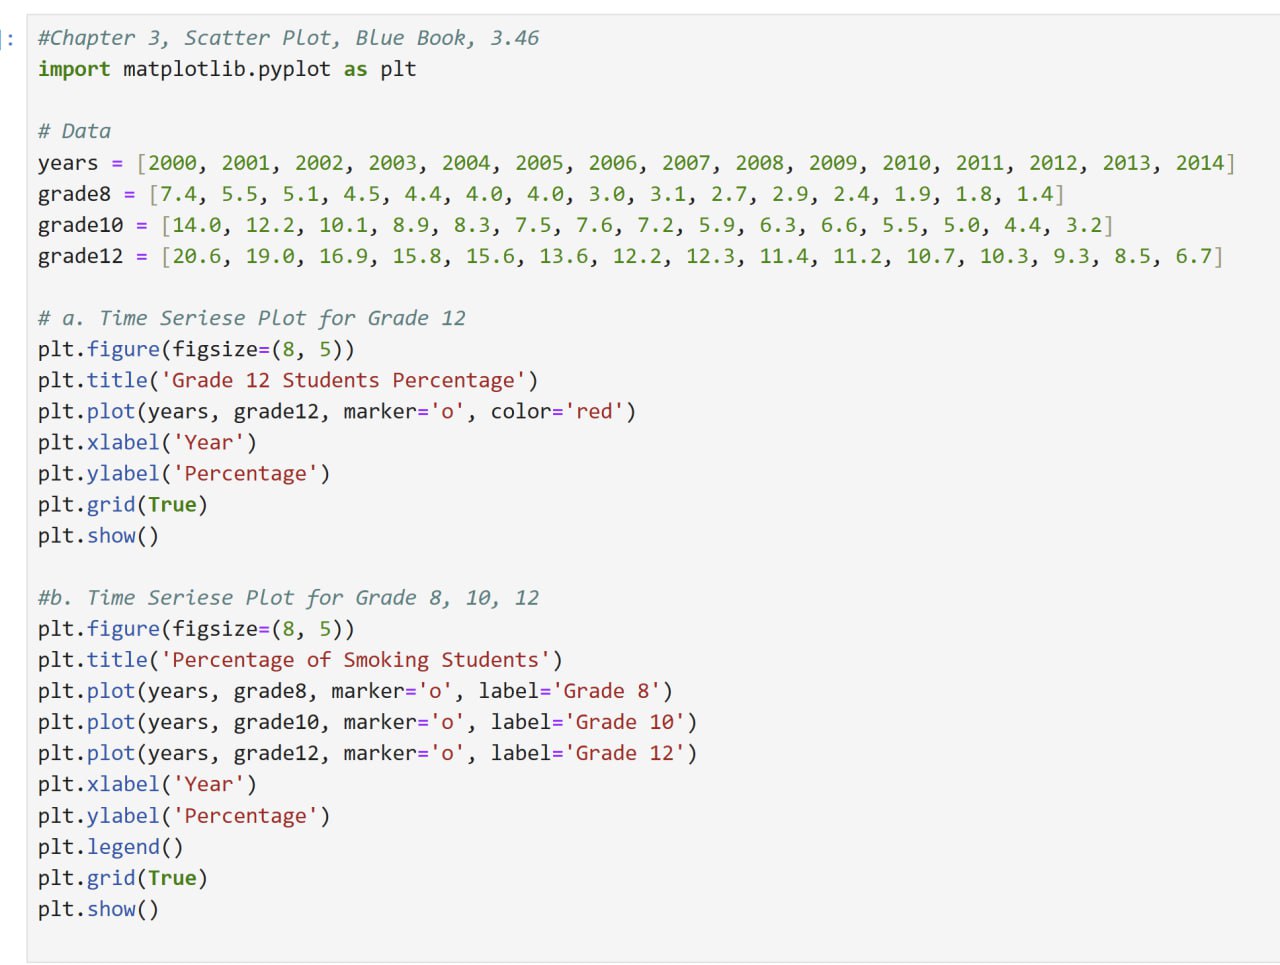 ]:
#Chapter 3, Scatter Plot, Blue Book, 3.46
import matplotlib.pyplot as plt
# Data
years = [2000, 2001, 2002, 2003, 2004, 2005, 2006, 2007, 2008, 2009, 2010, 2011, 2012, 2013, 2014]
grade8 = [7.4, 5.5, 5.1, 4.5, 4.4, 4.0, 4.0, 3.0, 3.1, 2.7, 2.9, 2.4, 1.9, 1.8, 1.4]
grade10 = [14.0, 12.2, 10.1, 8.9, 8.3, 7.5, 7.6, 7.2, 5.9, 6.3, 6.6, 5.5, 5.0, 4.4, 3.2]
grade12 = [20.6, 19.0, 16.9, 15.8, 15.6, 13.6, 12.2, 12.3, 11.4, 11.2, 10.7, 10.3, 9.3, 8.5, 6.7]
# a. Time Seriese Plot for Grade 12
plt.figure(figsize=(8, 5))
plt.title('Grade 12 Students Percentage')
plt.plot(years, grade12, marker='o', color='red')
plt.xlabel('Year')
plt.ylabel('Percentage')
plt.grid(True)
plt.show()
#b. Time Seriese Plot for Grade 8, 10, 12
plt.figure(figsize=(8, 5))
plt.title('Percentage of Smoking Students')
plt.plot(years, grade8, marker='o', label='Grade 8')
plt.plot(years, grade10, marker='o', label='Grade 10')
plt.plot(years, grade12, marker='o', label='Grade 12')
plt.xlabel('Year')
plt.ylabel('Percentage')
plt.legend()
plt.grid(True)
plt.show()